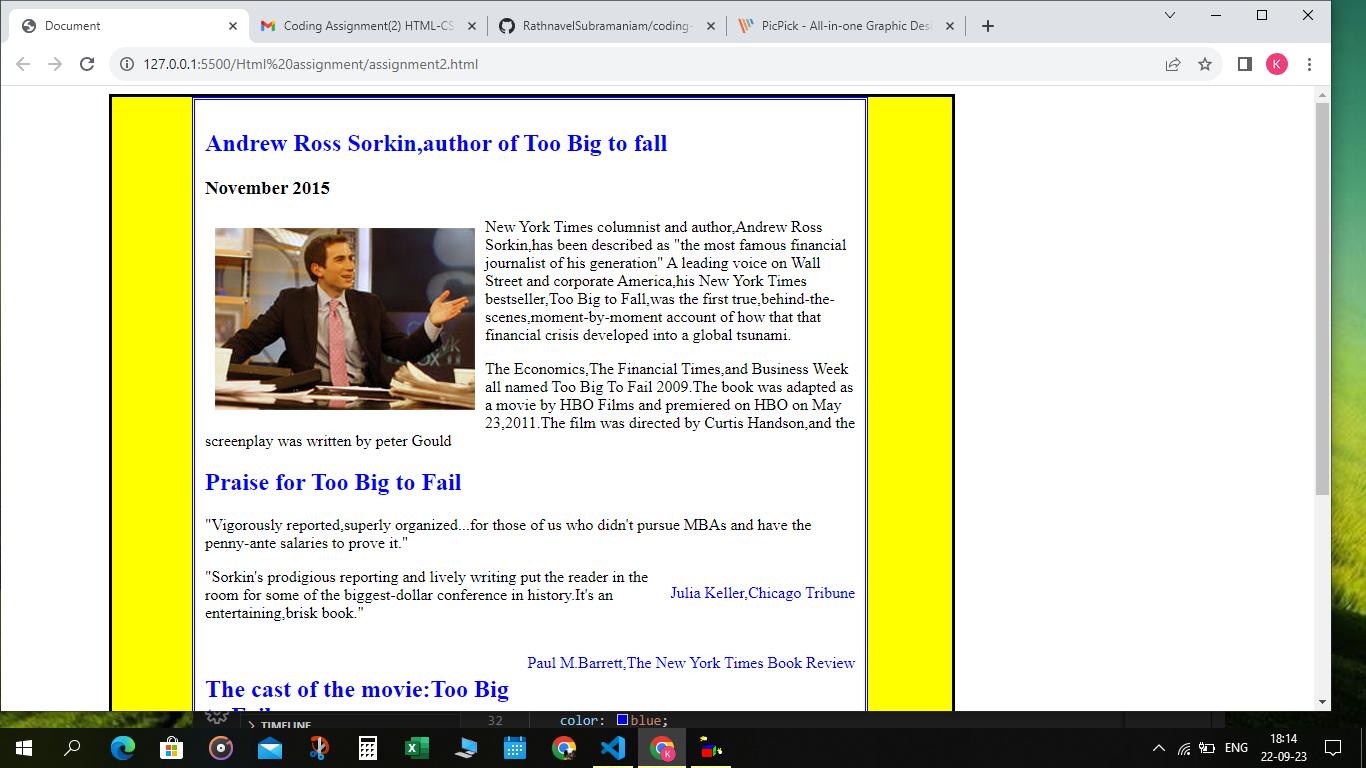 Document
Coding Assignment(2) HTML-CS
RathnavelSubramaniam/coding-
PicPick - All-in-one Graphic Des
127.0.0.1:5500/Html%20assignment/assignment2.html
K
Andrew Ross Sorkin,author of Too Big to fall
November 2015
New York Times columnist and author,Andrew Ross
Sorkin,has been described as "the most famous financial
journalist of his generation" A leading voice on Wall
Street and corporate America,his New York Times
bestseller,Too Big to Fall,was the first true,behind-the-
scenes,moment-by-moment account of how that that
financial crisis developed into a global tsunami.
The Economics,The Financial Times,and Business Week
all named Too Big To Fail 2009.The book was adapted as
a movie by HBO Films and premiered on HBO on May
23,2011.The film was directed by Curtis Handson,and the
screenplay was written by peter Gould
Praise for Too Big to Fail
"Vigorously reported,superly organized...for those of us who didn't pursue MBAs and have the
penny-ante salaries to prove it."
"Sorkin's prodigious reporting and lively writing put the reader in the
room for some of the biggest-dollar conference in history.It's an
entertaining,brisk book."
Julia Keller,Chicago Tribune
Paul M.Barrett,The New York Times Book Review
The cast of the movie:Too Big
to Fail
TIMELINE
32 color: blue;
ENG
18:14
22-09-23